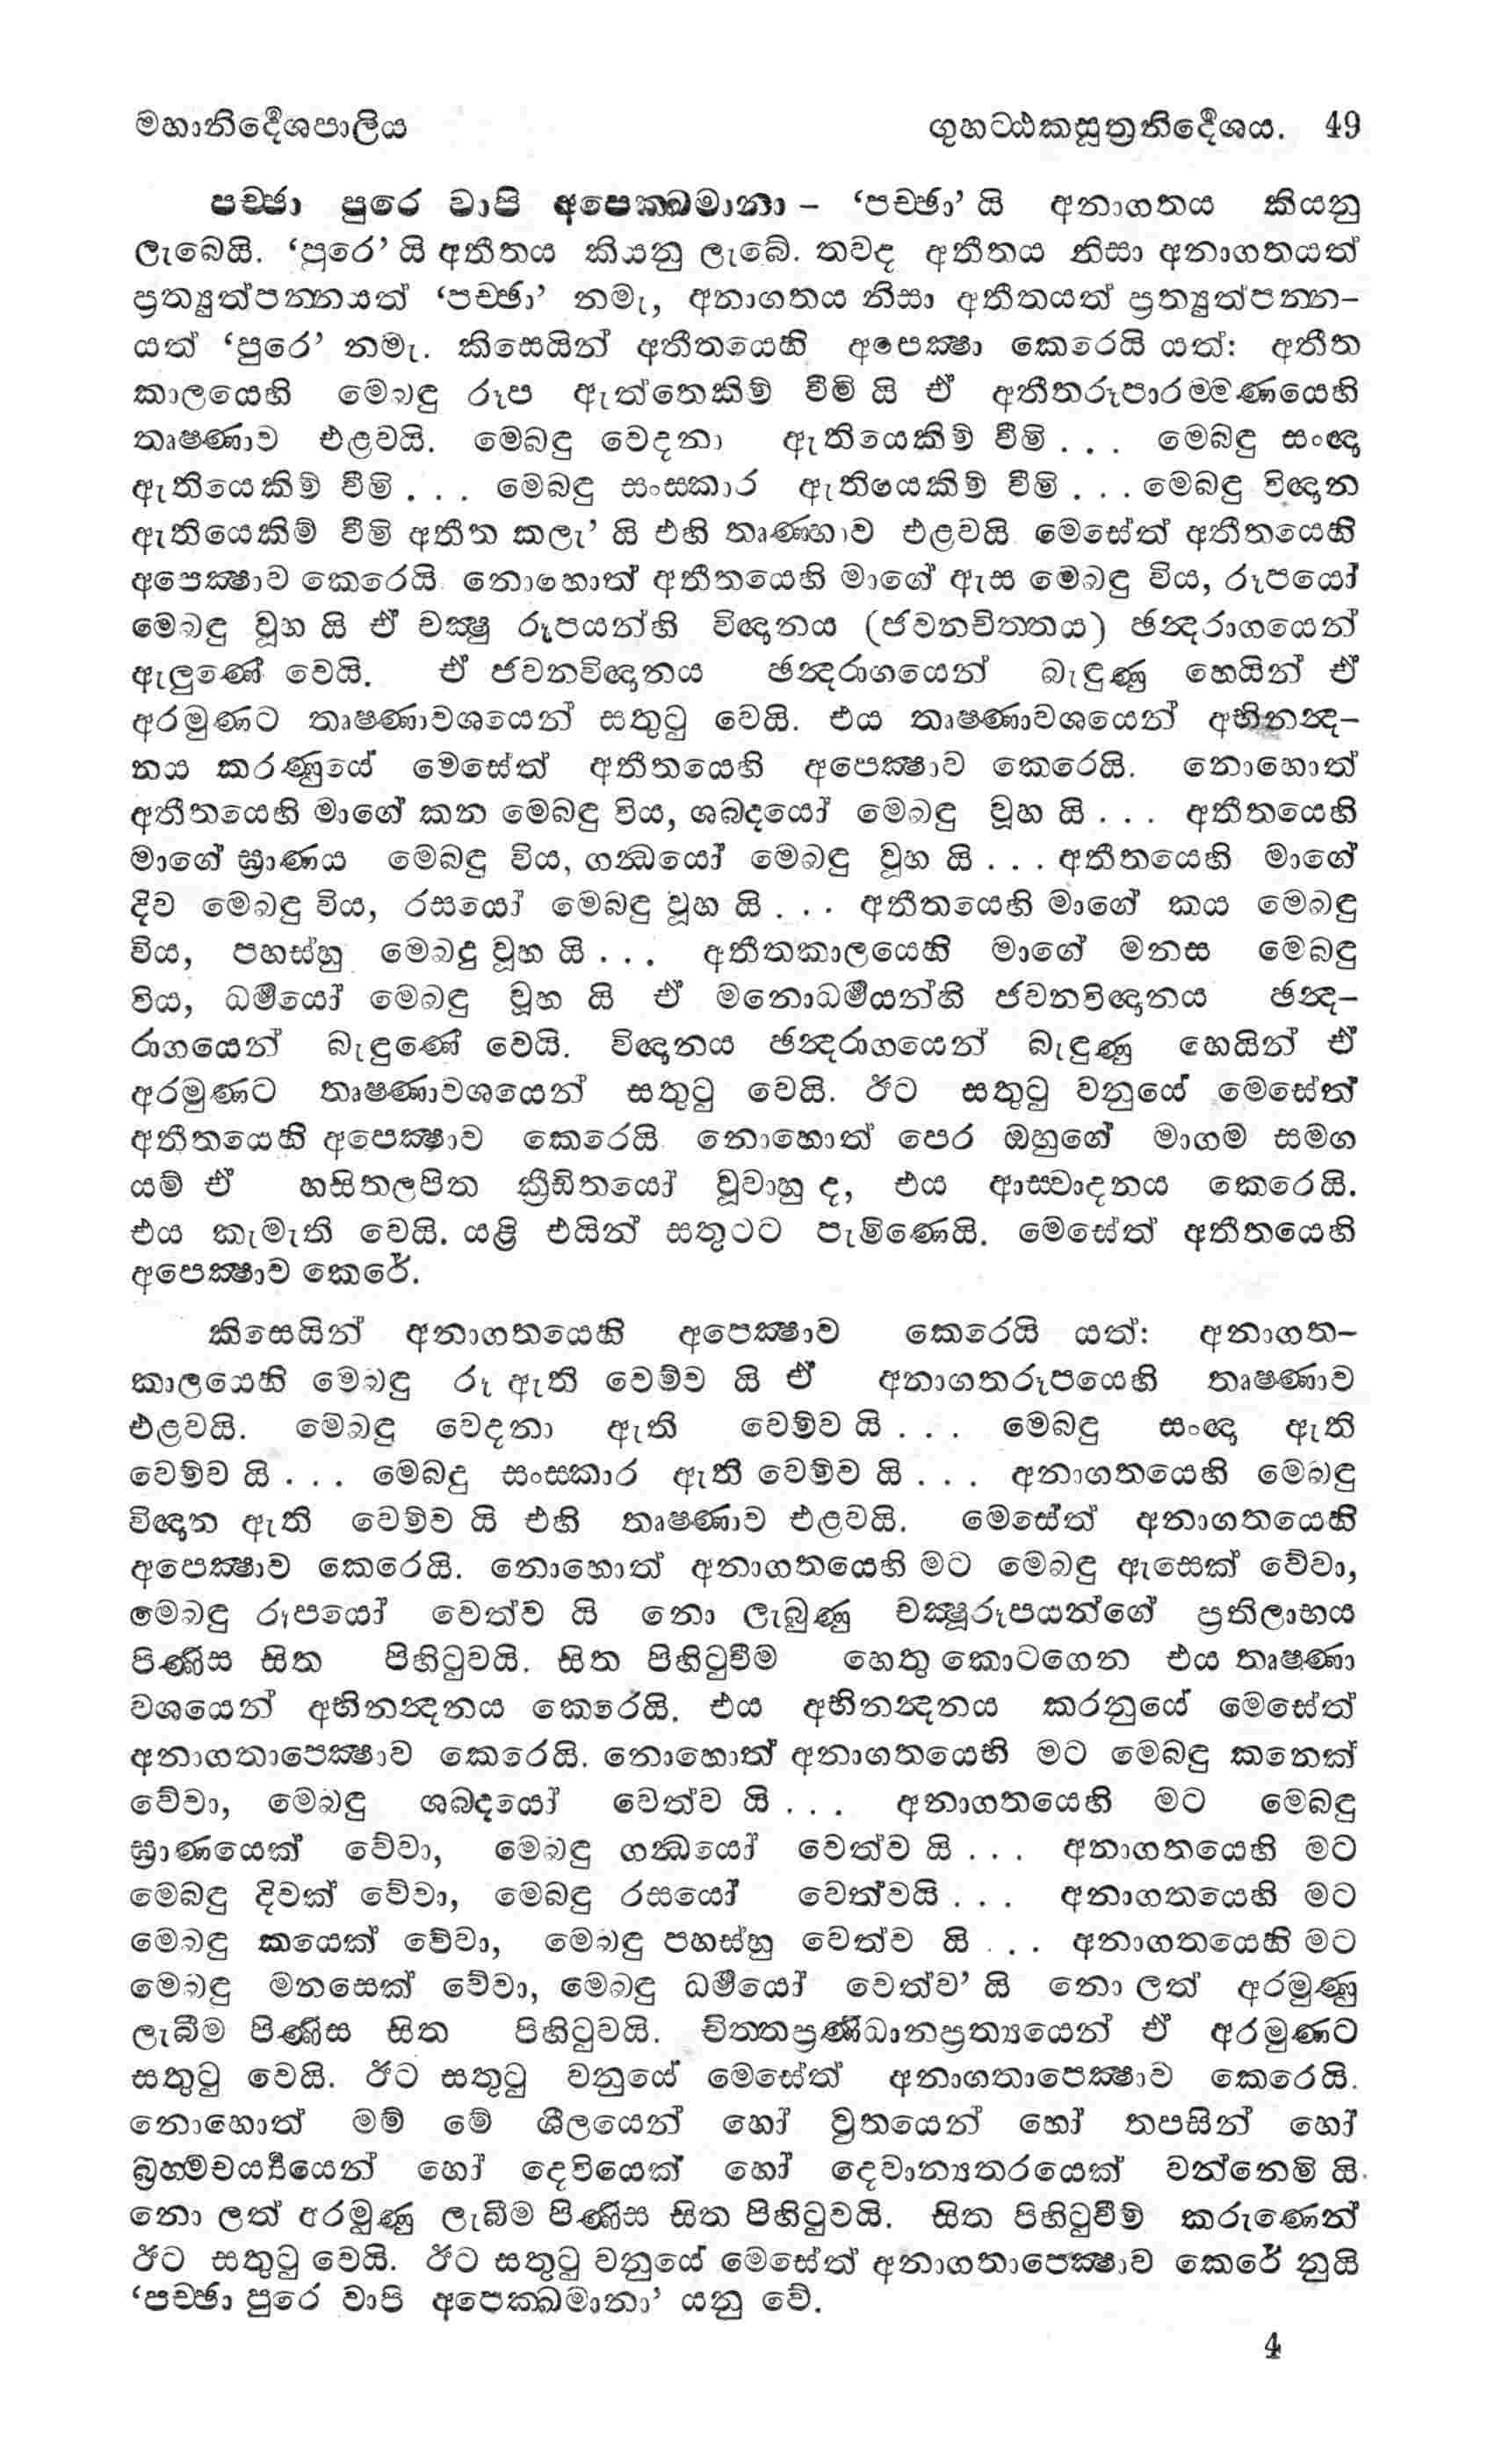 මහානිර්‍දේශපාලිය ගුහට්ඨකසුත්‍රනිර්‍දේශය. 49
පච්ඡා පුරෙ වාපි අපෙක්ඛමානා – ‘පච්ඡා’ යි අනාගතය කියනු
ලැබෙයි. ‘පුරෙ’ යි අතීතය කියනු ලැබේ. තවද අතීතය නිසා අනාගතයත්
ප්‍රත්‍යුත්පන්නයත් ‘පච්ඡා’ නමැ, අනාගතය නිසා අතීතයත් ප්‍රත්‍යුත්පන්න–
යත් ‘පුරෙ’ නමැ. කිසෙයින් අතීතයෙහි අපෙක්‍ෂා කෙරෙයි යත්: අතීත
කාලයෙහි මෙබඳු රූප ඇත්තෙකිම් වීමි යි ඒ අතීතරූපාරම්මණයෙහි
තෘෂ්ණාව එළවයි. මෙබඳු වෙදනා ඇතියෙකිම් වීමි . . . මෙබඳු සංඥා
ඇතියෙකිම් වීමි . . . මෙබඳු සංස්කාර ඇතියෙකිම් වීමි . . . මෙබඳු විඥාන
ඇතියෙකිම් වීමි අතීත කලැ’ යි එහි තෘණ්හාව එළවයි මෙසේත් අතීතයෙහි
අපෙක්‍ෂාව කෙරෙයි. නොහොත් අතීතයෙහි මාගේ ඇස මෙබඳු විය, රූපයෝ
මෙබඳු වූහ යි ඒ චක්‍ෂු රූපයන්හි විඥානය (ජවනචිත්තය) ඡන්‍දරාගයෙන්
ඇලුණේ වෙයි. ඒ ජවනවිඥානය ඡන්‍දරාගයෙන් බැඳුණු හෙයින් ඒ
අරමුණට තෘෂ්ණාවශයෙන් සතුටු වෙයි. එය තෘෂ්ණාවශයෙන් අභිනන්‍ද–
නය කරණුයේ මෙසේත් අතීතයෙහි අපෙක්‍ෂාව කෙරෙයි. නොහොත්
අතීතයෙහි මාගේ කන මෙබඳු විය, ශබ්දයෝ මෙබඳු වූහ යි . . . අතීතයෙහි
මාගේ ඝ්‍රාණය මෙබඳු විය, ගන්‍ධයෝ මෙබඳු වූහ යි . . . අතීතයෙහි මාගේ
දිව මෙබඳු විය, රසයෝ මෙබඳු වූහ යි . . . අතීතයෙහි මාගේ කය මෙබඳු
විය, පහස්හු මෙබදු වූහ යි . . . අතීතකාලයෙහි මාගේ මනස මෙබඳු
විය, ධර්‍මයෝ මෙබඳු වූහ යි ඒ මනොධර්‍මයන්හි ජවනවිඥානය ඡන්‍ද–
රාගයෙන් බැඳුණේ වෙයි. විඥානය ඡන්‍දරාගයෙන් බැඳුණු හෙයින් ඒ
අරමුණට තෘෂ්ණාවශයෙන් සතුටු වෙයි. ඊට සතුටු වනුයේ මෙසේත්
අතීතයෙහි අපෙක්‍ෂාව කෙරෙයි. නොහොත් පෙර ඔහුගේ මාගම සමග
යම් ඒ හසිතලපිත ක්‍රීඩිතයෝ වූවාහු ද, එය ආස්වාදනය කෙරෙයි.
එය කැමැති වෙයි. යළි එයින් සතුටට පැමිණෙයි. මෙසේත් අතීතයෙහි
අපෙක්‍ෂාව කෙරේ.
කිසෙයින් අනාගතයෙහි අපෙක්‍ෂාව කෙරෙයි යත්: අනාගත–
කාලයෙහි මෙබඳු රූ ඇති වෙම්ව යි ඒ අනාගතරූපයෙහි තෘෂ්ණාව
එළවයි. මෙබඳු වෙදනා ඇති වෙම්ව යි . . . මෙබඳු සංඥා ඇති
වෙම්ව යි . . . මෙබදු සංස්කාර ඇති වෙම්ව යි . . . අනාගතයෙහි මෙබඳු
විඥාන ඇති වෙම්ව යි එහි තෘෂ්ණාව එළවයි. මෙසේත් අනාගතයෙහි
අපෙක්‍ෂාව කෙරෙයි. නොහොත් අනාගතයෙහි මට මෙබඳු ඇසෙක් වේවා,
මෙබඳු රූපයෝ වෙත්ව යි නො ලැබුණු චක්‍ෂූරූපයන්ගේ ප්‍රතිලාභය
පිණිස සිත පිහිටුවයි. සිත පිහිටුවීම හෙතු කොටගෙන එය තෘෂ්ණා
වශයෙන් අභිනන්‍දනය කෙරෙයි. එය අභිනන්‍දනය කරනුයේ මෙසේත්
අනාගතාපෙක්‍ෂාව කෙරෙයි. නොහොත් අනාගතයෙහි මට මෙබඳු කනෙක්
වේවා, මෙබඳු ශබ්දයෝ වෙත්ව යි . . . අනාගතයෙහි මට මෙබඳු
ඝ්‍රාණයෙක් වේවා, මෙබඳු ගන්‍ධයෝ වෙත්ව යි . . . අනාගතයෙහි මට
මෙබඳු දිවක් වේවා, මෙබඳු රසයෝ වෙත්වයි . . . අනාගතයෙහි මට
මෙබඳු කයෙක් වේවා, මෙබඳු පහස්හු වෙත්ව යි . . . අනාගතයෙහි මට
මෙබඳු මනසෙක් වේවා, මෙබඳු ධර්‍මයෝ වෙත්ව’ යි නො ලත් අරමුණු
ලැබීම පිණිස සිත පිහිටුවයි. චිත්තප්‍රණිධානප්‍රත්‍යයෙන් ඒ අරමුණට
සතුටු වෙයි. ඊට සතුටු වනුයේ මෙසේත් අනාගතාපෙක්‍ෂාව කෙරෙයි.
නොහොත් මම් මේ ශීලයෙන් හෝ ව්‍රතයෙන් හෝ තපසින් හෝ
බ්‍රහ්මචර්‍ය්‍යයෙන් හෝ දෙවියෙක් හෝ දෙවාන්‍යතරයෙක් වන්නෙමි යි
නො ලත් අරමුණු ලැබීම පිණිස සිත පිහිටුවයි. සිත පිහිටුවීම් කරුණෙන්
ඊට සතුටු වෙයි. ඊට සතුටු වනුයේ මෙසේත් අනාගතාපෙක්‍ෂාව කෙරේ නුයි
‘පච්ඡා පුරෙ වාපි අපෙක්ඛමානා’ යනු වේ.
4